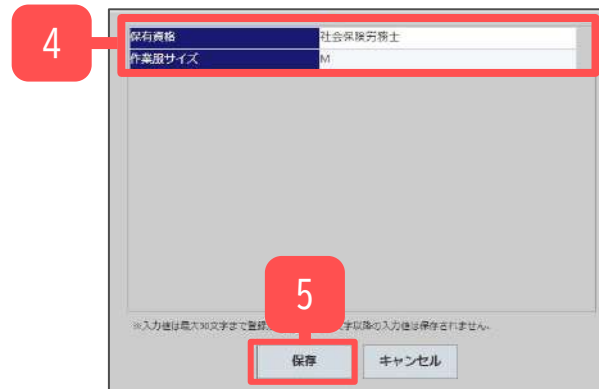 4
保有資格 社会保険労務士
作業服サイズ M
5
※入力値は最大30文字まで登録 文字以降の入力値は保存されません。
保存 キャンセル